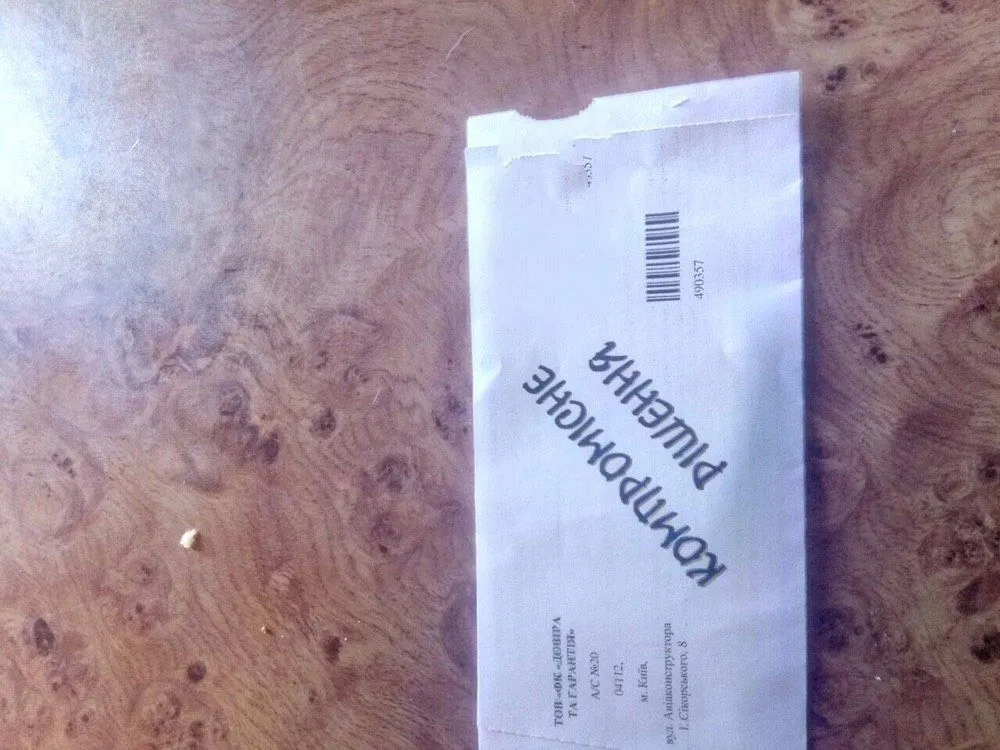 ТОВ «ФК «ДОВІРА
ТА ГАРАНТІЯ»
А/С №20
04112,
м. Київ,
вул. Авіаконструктора
І. Сікорського, 8
КОМПРОМІСНЕ
РІШЕННЯ
490357